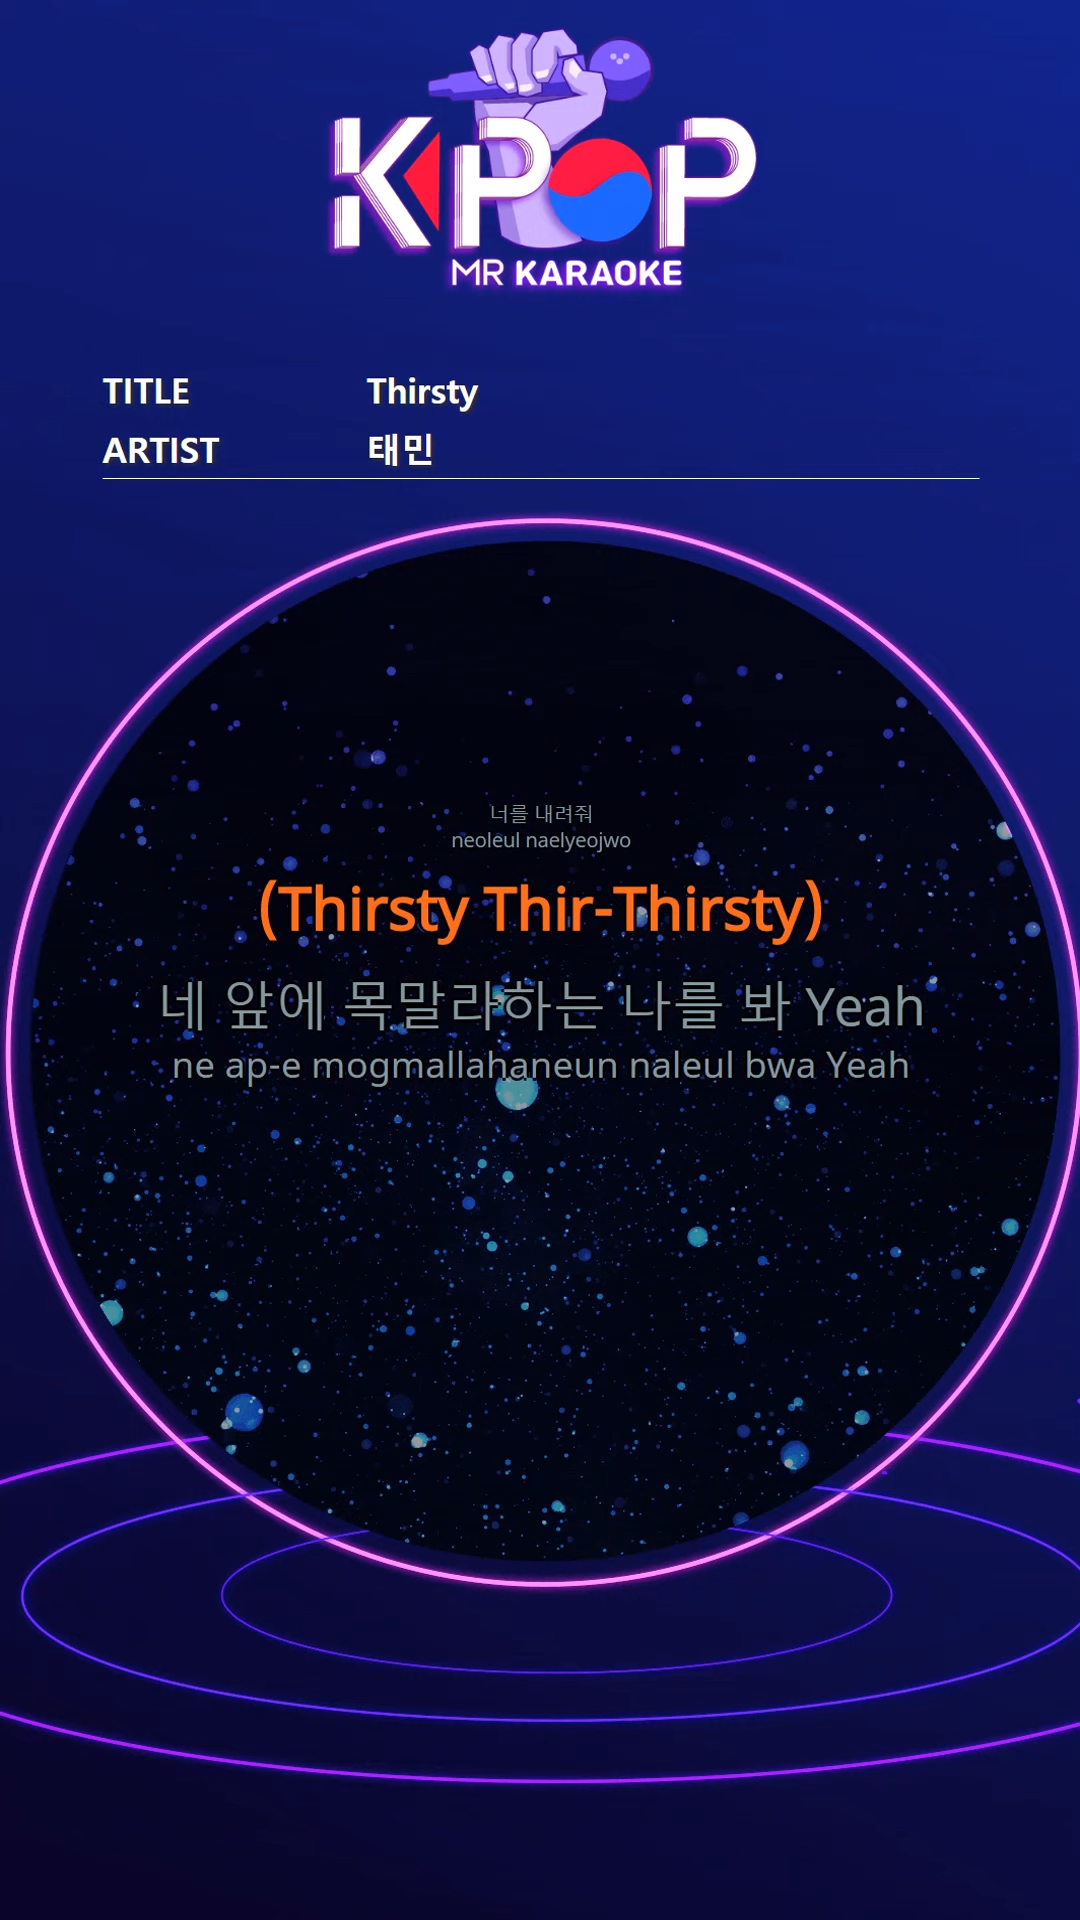 KPOP
MR KARAOKE
TITLE Thirsty
ARTIST 태민
너를 내려줘
neoleul naelyeojwo
(Thirsty Thir-Thirsty)
네 앞에 목말라하는 나를 봐 Yeah
ne ap-e mogmallahaneun naleul bwa Yeah